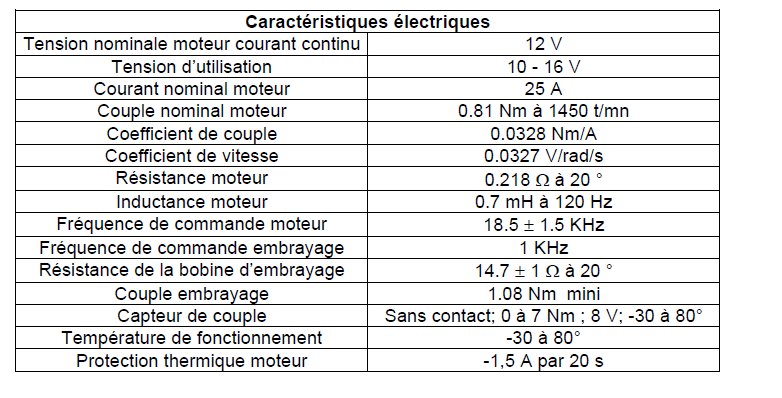 Caractéristiques électriques
Tension nominale moteur courant continu 12 V
Tension d'utilisation 10 - 16 V
Courant nominal moteur 25 A
Couple nominal moteur 0.81 Nm à 1450 t/mn
Coefficient de couple 0.0328 Nm/A
Coefficient de vitesse 0.0327 V/rad/s
Résistance moteur 0.218 Ω à 20 °
Inductance moteur 0.7 mH à 120 Hz
Fréquence de commande moteur 18.5 ± 1.5 KHz
Fréquence de commande embrayage 1 KHz
Résistance de la bobine d'embrayage 14.7 ± 1 Ω à 20 °
Couple embrayage 1.08 Nm mini
Capteur de couple Sans contact; 0 à 7 Nm ; 8 V; -30 à 80°
Température de fonctionnement -30 à 80°
Protection thermique moteur -1,5 A par 20 s